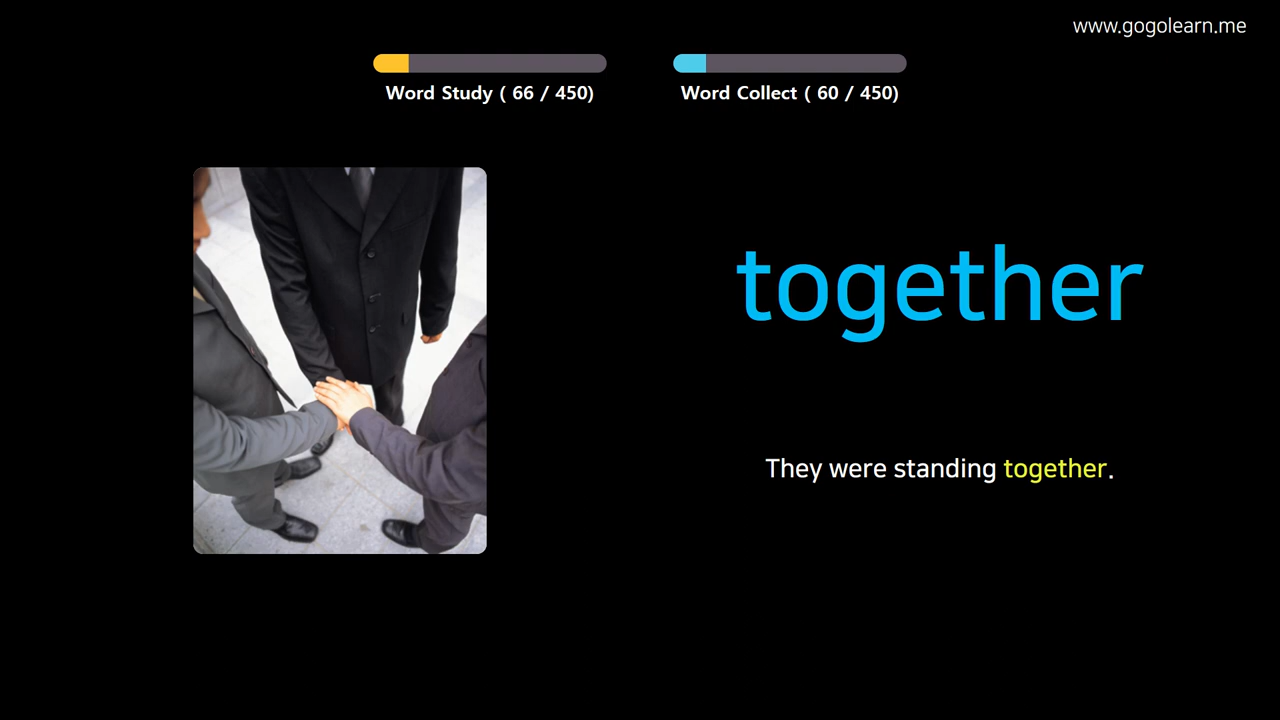 www.gogolearn.me
Word Study ( 66 / 450)
Word Collect ( 60 / 450)
together
They were standing together.